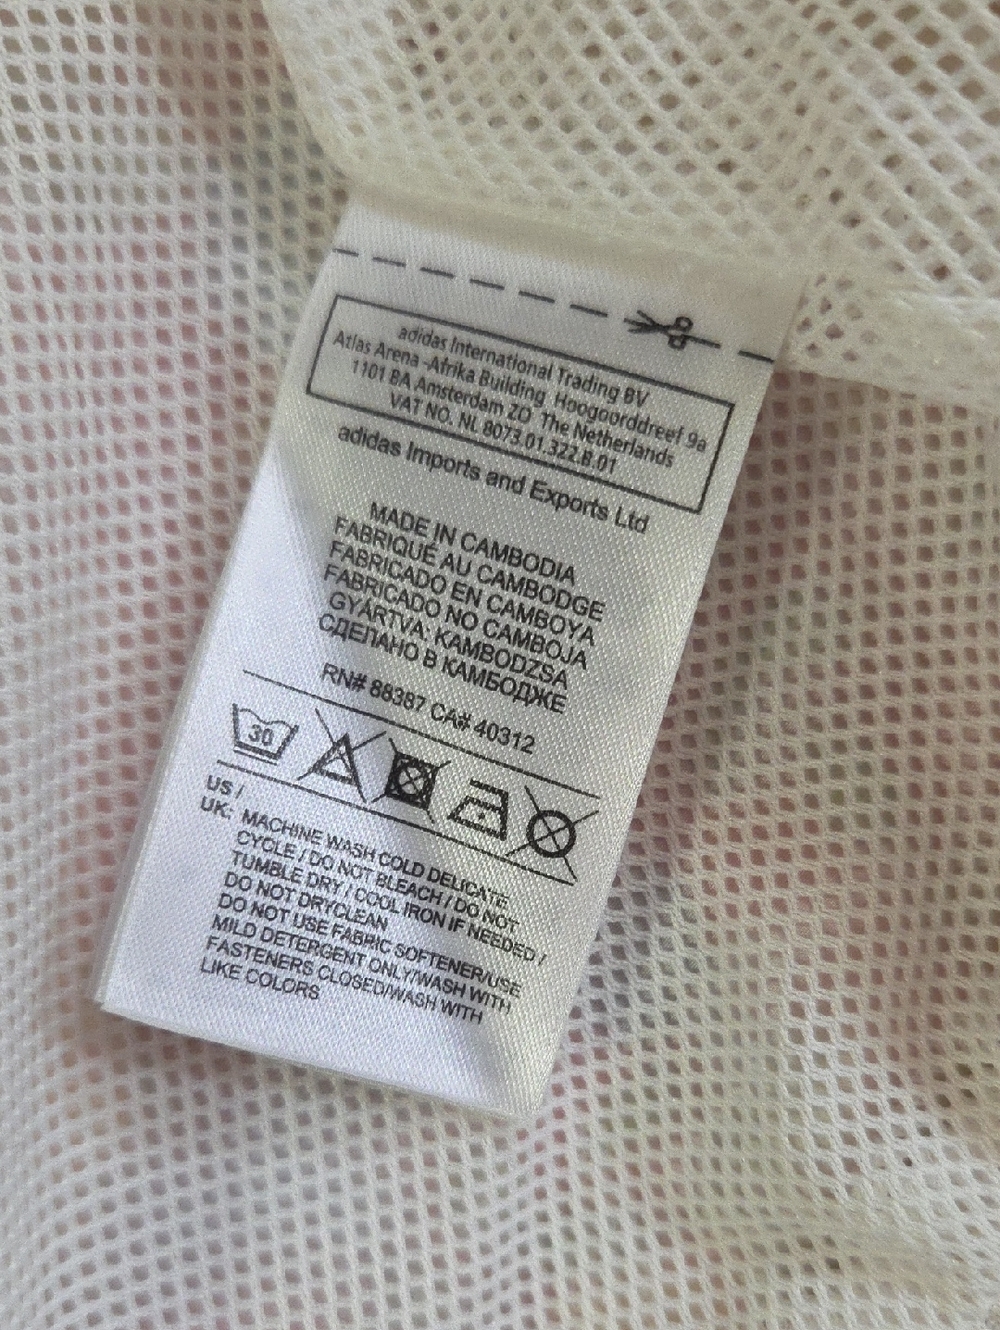 adidas International Trading BV
Atlas Arena -Afrika Building Hoogoorddreef 9a
1101 BA Amsterdam ZO The Netherlands
VAT NO. NL 8073.01.322.B.01
adidas Imports and Exports Ltd
MADE IN CAMBODIA
FABRIQUÉ AU CAMBODGE
FABRICADO EN CAMBOYA
FABRICADO NO CAMBOJA
GYÁRTVA: KAMBODZSA
СДЕЛАНО В КАМБОДЖЕ
RN# 88387 CA# 40312
30
US /
UK: MACHINE WASH COLD DELICATE
CYCLE / DO NOT BLEACH / DO NOT
TUMBLE DRY / COOL IRON IF NEEDED /
DO NOT DRYCLEAN
DO NOT USE FABRIC SOFTENER/USE
MILD DETERGENT ONLY/WASH WITH
FASTENERS CLOSED/WASH WITH
LIKE COLORS